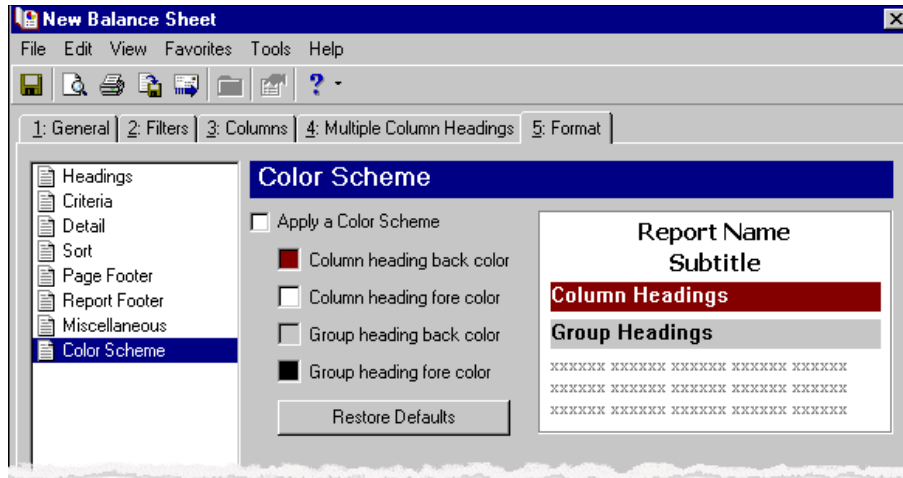 New Balance Sheet
File Edit View Favorites Tools Help
?
1: General 2: Filters 3: Columns 4: Multiple Column Headings 5: Format
Headings
Criteria
Detail
Sort
Page Footer
Report Footer
Miscellaneous
Color Scheme
Color Scheme
Apply a Color Scheme
Column heading back color
Column heading fore color
Group heading back color
Group heading fore color
Restore Defaults
Report Name
Subtitle
Column Headings
Group Headings
xxxxxx xxxxxx xxxxxx xxxxxx xxxxxx
xxxxxx xxxxxx xxxxxx xxxxxx xxxxxx
xxxxxx xxxxxx xxxxxx xxxxxx xxxxxx